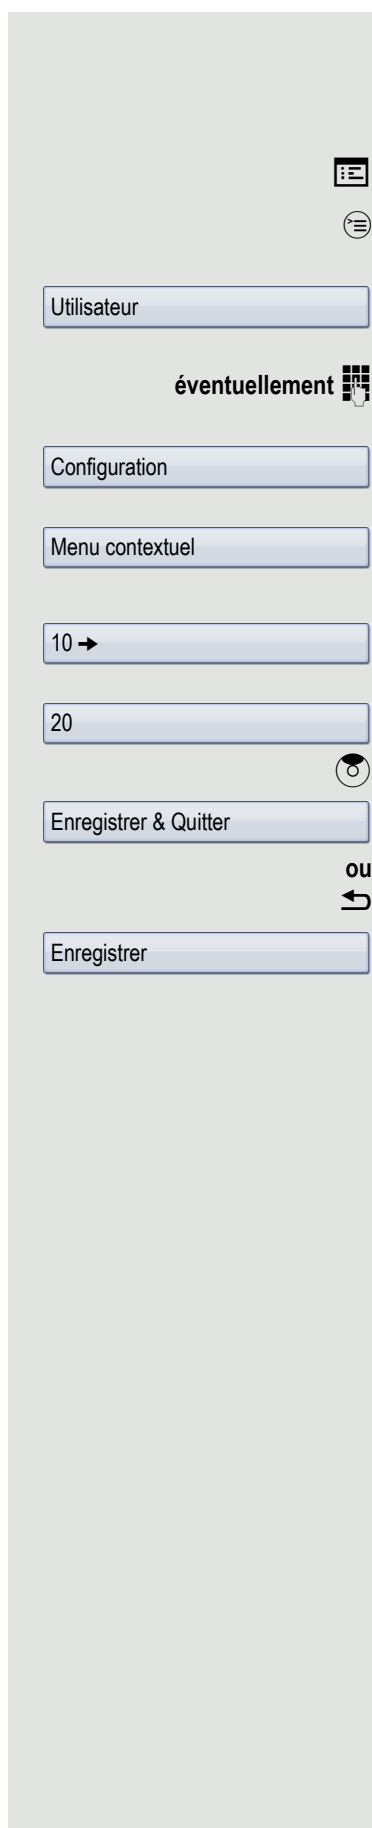 Utilisateur
éventuellement
Configuration
Menu contextuel
10 →
20
Enregistrer & Quitter
ou
Enregistrer